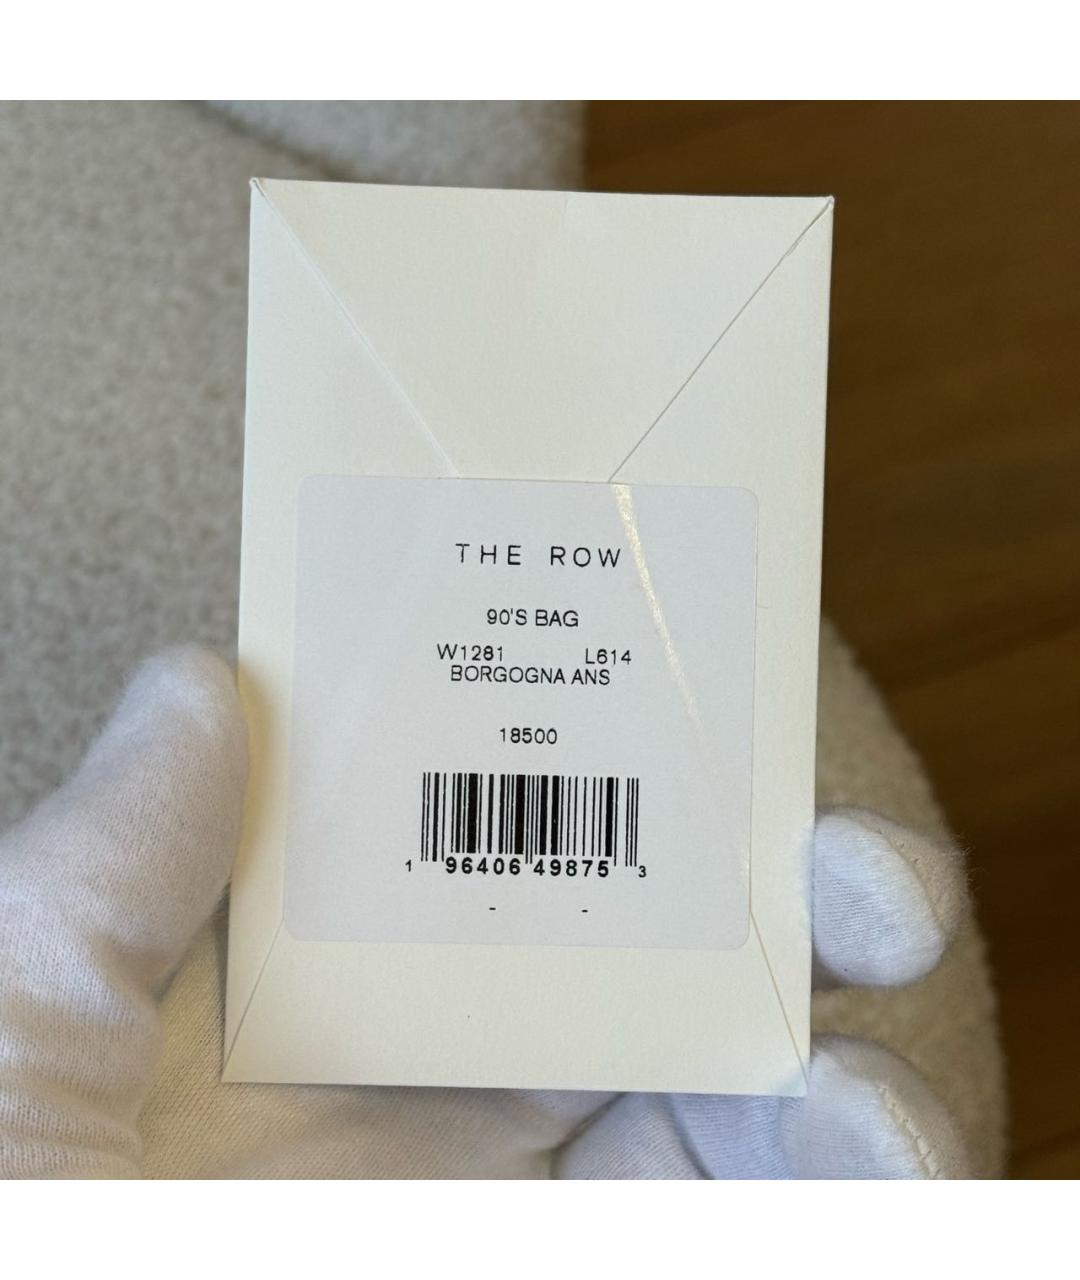 THE ROW
90'S BAG
W1281 L614
BORGOGNA ANS
18500
1 96406 49875 3
- -